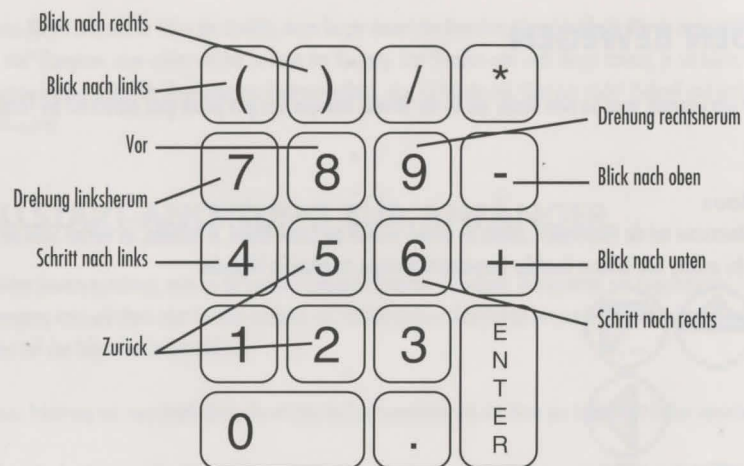 Blick nach rechts
Blick nach links
( ) / *
Vor
Drehung rechtsherum
7 8 9 -
Blick nach oben
Drehung linksherum
Schritt nach links
4 5 6 +
Blick nach unten
Schritt nach rechts
Zurück
1 2 3
ENTER
0 .